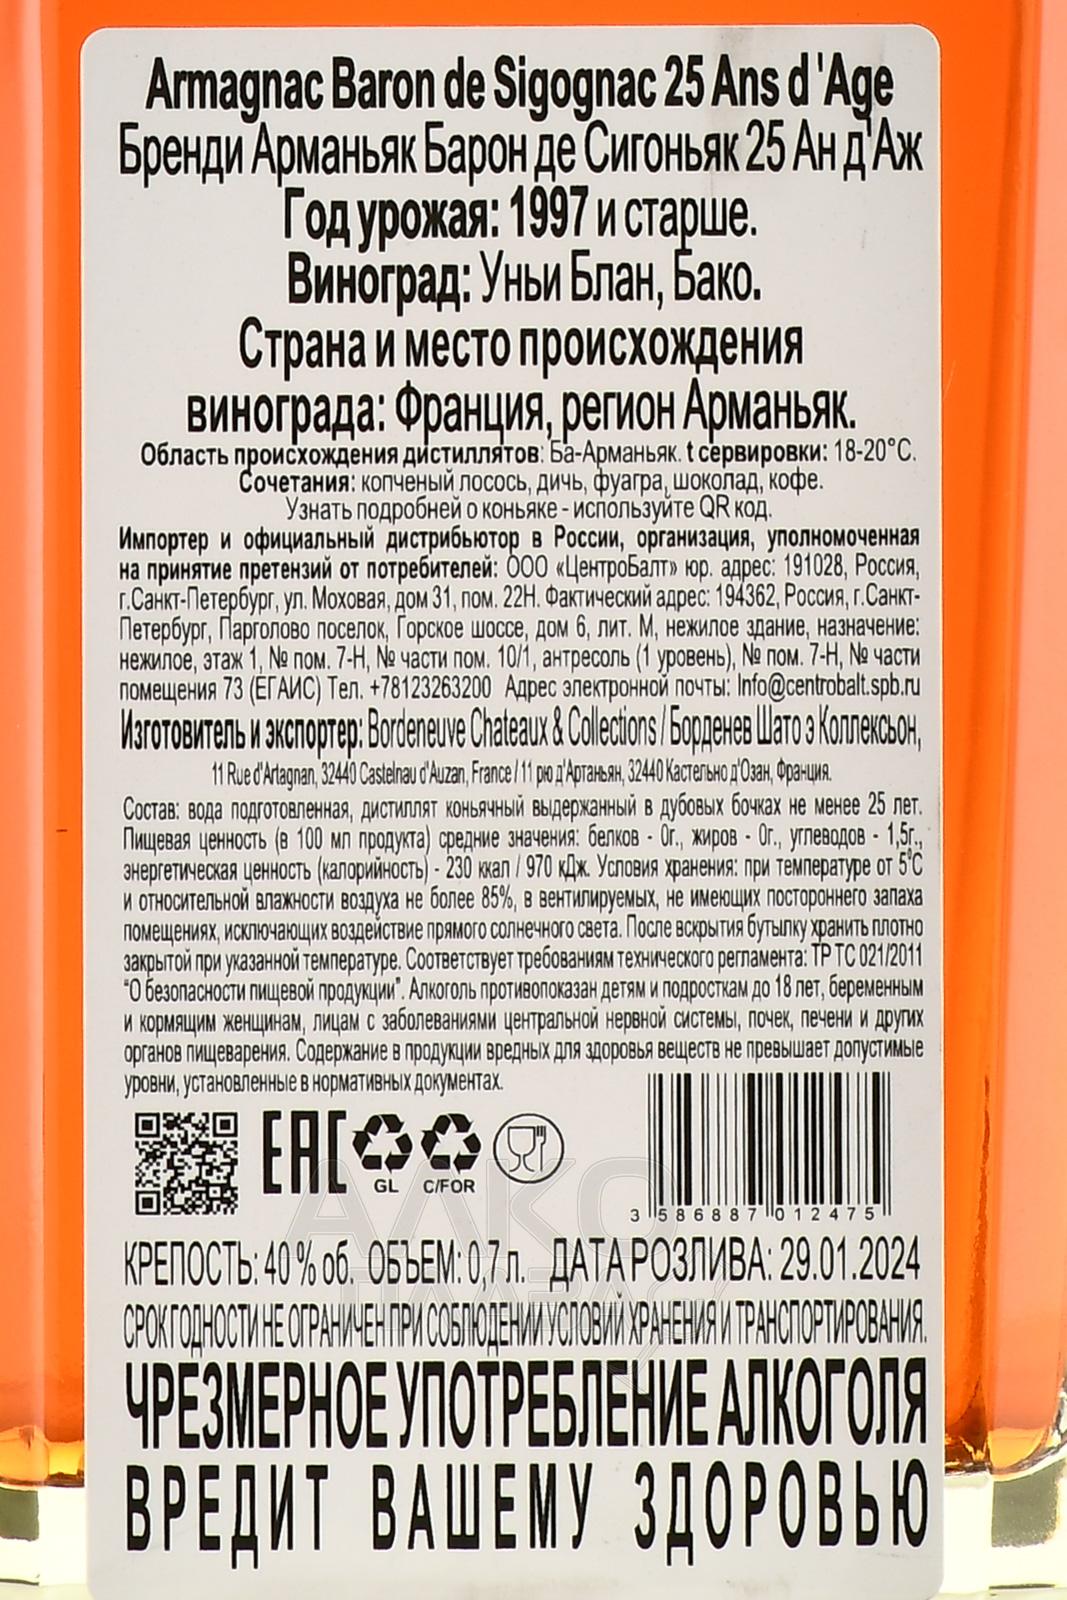 Armagnac Baron de Sigognac 25 Ans d 'Age
Бренди Арманьяк Барон де Сигоньяк 25 Ан д'Аж
Год урожая: 1997 и старше.
Виноград: Уньи Блан, Бако.
Страна и место происхождения
винограда: Франция, регион Арманьяк.
Область происхождения дистиллятов: Ба-Арманьяк. t сервировки: 18-20°C.
Сочетания: копченый лосось, дичь, фуагра, шоколад, кофе.
Узнать подробней о коньяке - используйте QR код.
Импортер и официальный дистрибьютор в России, организация, уполномоченная
на принятие претензий от потребителей: ООО «ЦентроБалт» юр. адрес: 191028, Россия,
г.Санкт-Петербург, ул. Моховая, дом 31, пом. 22Н. Фактический адрес: 194362, Россия, г.Санкт-
Петербург, Парголово поселок, Горское шоссе, дом 6, лит. М, нежилое здание, назначение:
нежилое, этаж 1, № пом. 7-Н, № части пом. 10/1, антресоль (1 уровень), № пом. 7-Н, № части
помещения 73 (ЕГАИС) Тел. +78123263200 Адрес электронной почты: Info@centrobalt.spb.ru
Изготовитель и экспортер: Bordeneuve Chateaux & Collections / Борденев Шато э Коллексьон,
11 Rue d'Artagnan, 32440 Castelnau d'Auzan, France / 11 рю д'Артаньян, 32440 Кастельно д'Озан, Франция.
Состав: вода подготовленная, дистиллят коньячный выдержанный в дубовых бочках не менее 25 лет.
Пищевая ценность (в 100 мл продукта) средние значения: белков - 0г., жиров - 0г., углеводов - 1,5г.,
энергетическая ценность (калорийность) - 230 ккал / 970 кДж. Условия хранения: при температуре от 5°C
и относительной влажности воздуха не более 85%, в вентилируемых, не имеющих постороннего запаха
помещениях, исключающих воздействие прямого солнечного света. После вскрытия бутылку хранить плотно
закрытой при указанной температуре. Соответствует требованиям технического регламента: ТР ТС 021/2011
"О безопасности пищевой продукции". Алкоголь противопоказан детям и подросткам до 18 лет, беременным
и кормящим женщинам, лицам с заболеваниями центральной нервной системы, почек, печени и других
органов пищеварения. Содержание в продукции вредных для здоровья веществ не превышает допустимые
уровни, установленные в нормативных документах.
EAC
GL C/FOR
3 586887 012475
АЛКО
ПЛАЗА
КРЕПОСТЬ: 40 % об. ОБЪЕМ: 0,7 л. ДАТА РОЗЛИВА: 29.01.2024
СРОК ГОДНОСТИ НЕ ОГРАНИЧЕН ПРИ СОБЛЮДЕНИИ УСЛОВИЙ ХРАНЕНИЯ И ТРАНСПОРТИРОВАНИЯ.
ЧРЕЗМЕРНОЕ УПОТРЕБЛЕНИЕ АЛКОГОЛЯ
ВРЕДИТ ВАШЕМУ ЗДОРОВЬЮ